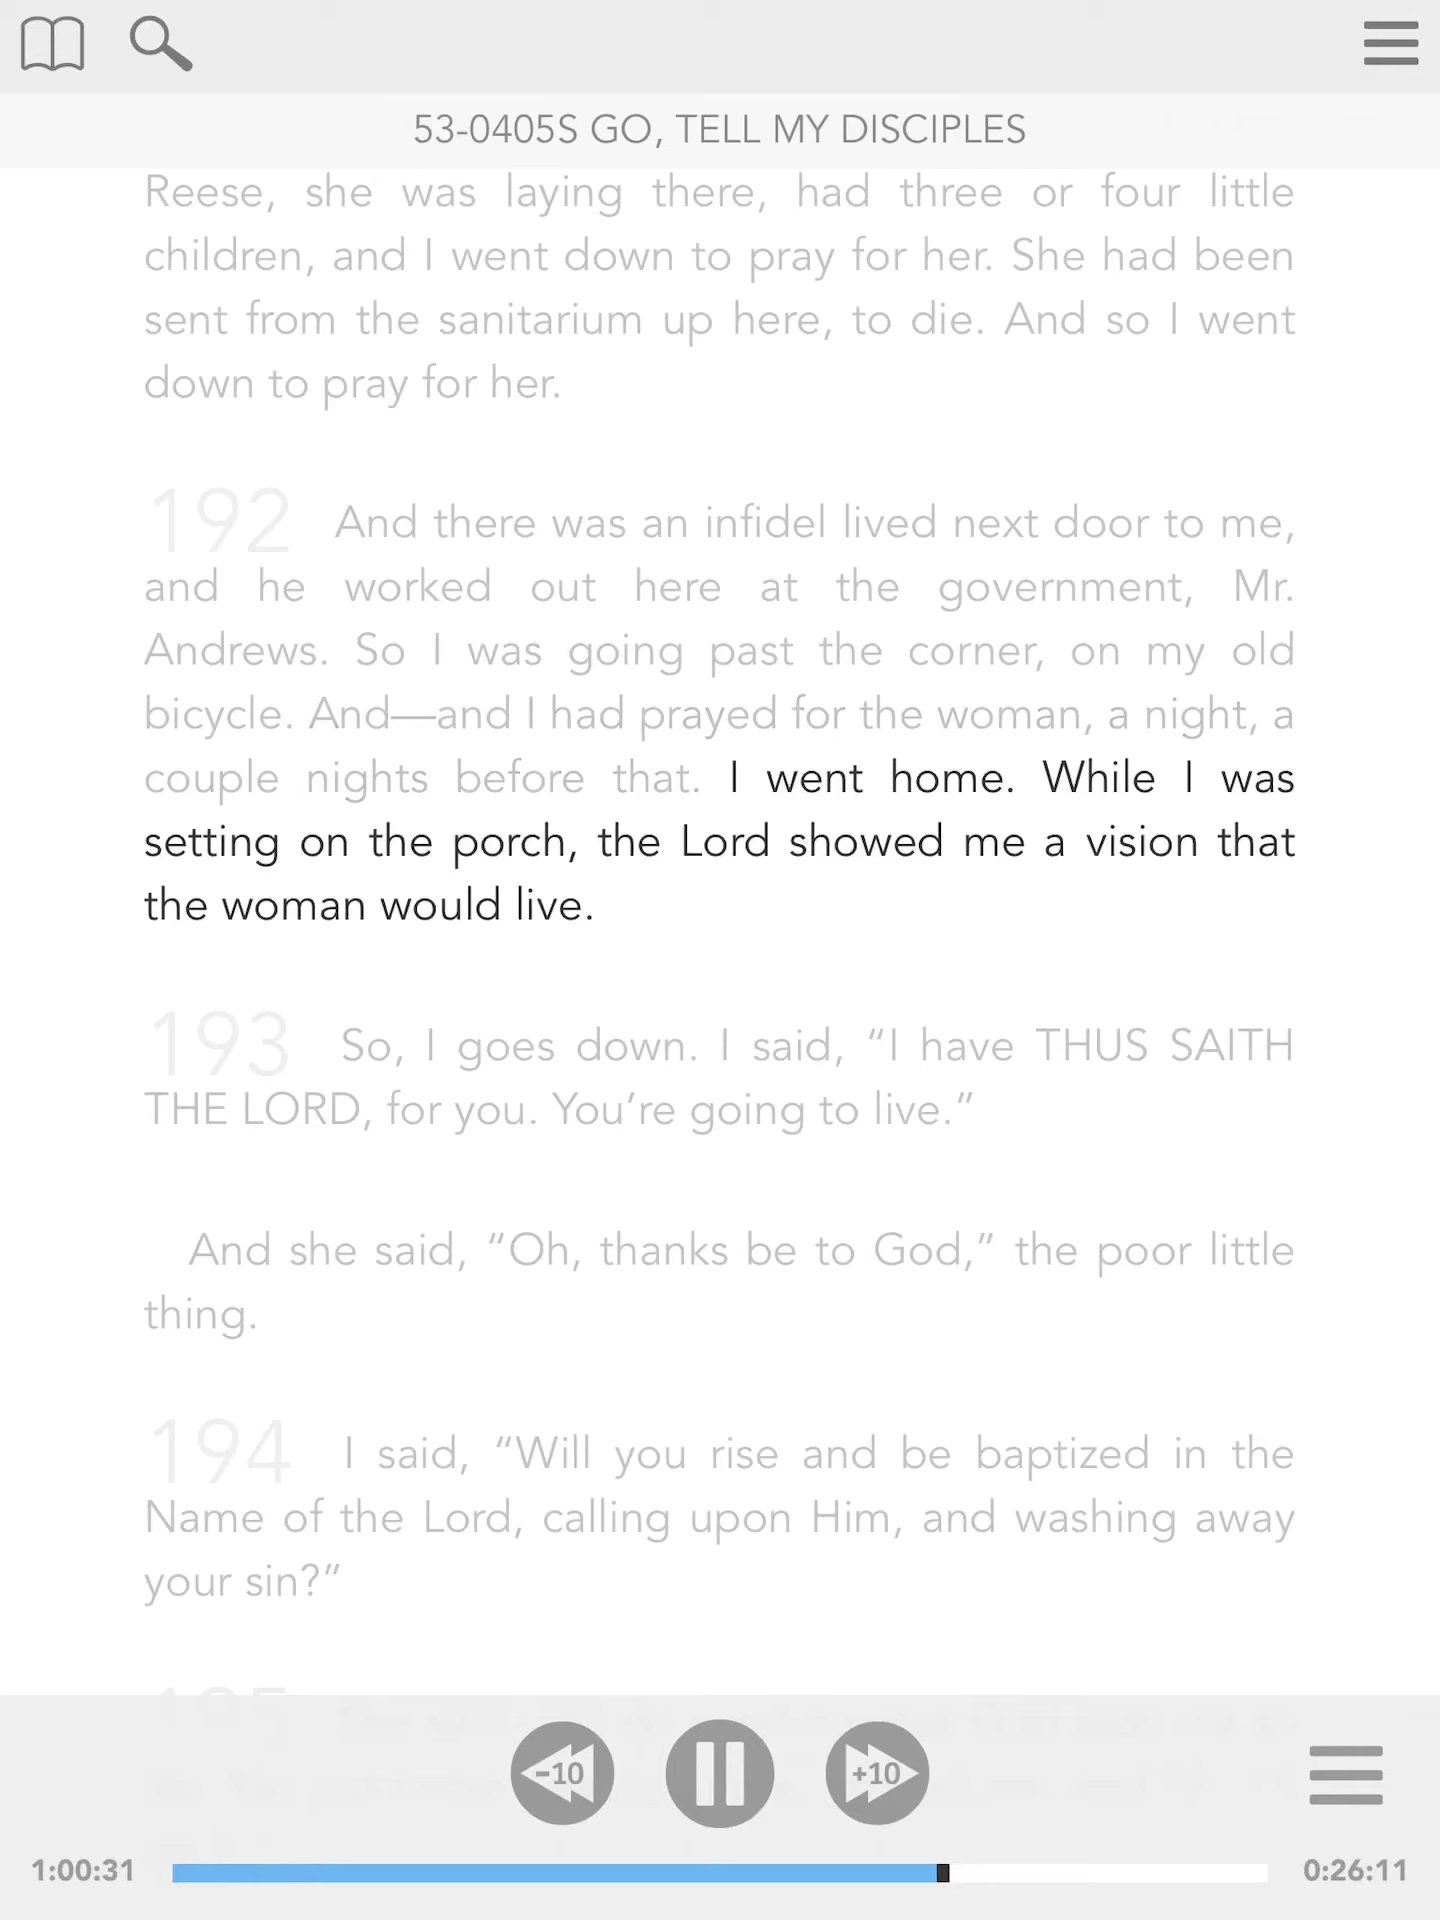 53-0405S GO, TELL MY DISCIPLES
Reese, she was laying there, had three or four little
children, and I went down to pray for her. She had been
sent from the sanitarium up here, to die. And so I went
down to pray for her.
192 And there was an infidel lived next door to me,
and he worked out here at the government, Mr.
Andrews. So I was going past the corner, on my old
bicycle. And—and I had prayed for the woman, a night, a
couple nights before that. I went home. While I was
setting on the porch, the Lord showed me a vision that
the woman would live.
193 So, I goes down. I said, “I have THUS SAITH
THE LORD, for you. You’re going to live.”
And she said, “Oh, thanks be to God,” the poor little
thing.
194 I said, “Will you rise and be baptized in the
Name of the Lord, calling upon Him, and washing away
your sin?”
-10 +10
1:00:31 0:26:11